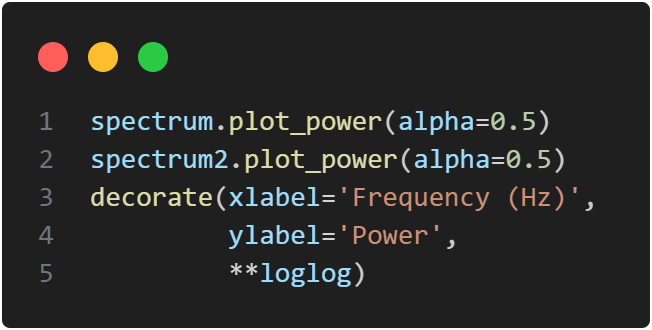 1 spectrum.plot_power(alpha=0.5)
2 spectrum2.plot_power(alpha=0.5)
3 decorate(xlabel='Frequency (Hz)',
4          ylabel='Power',
5          **loglog)